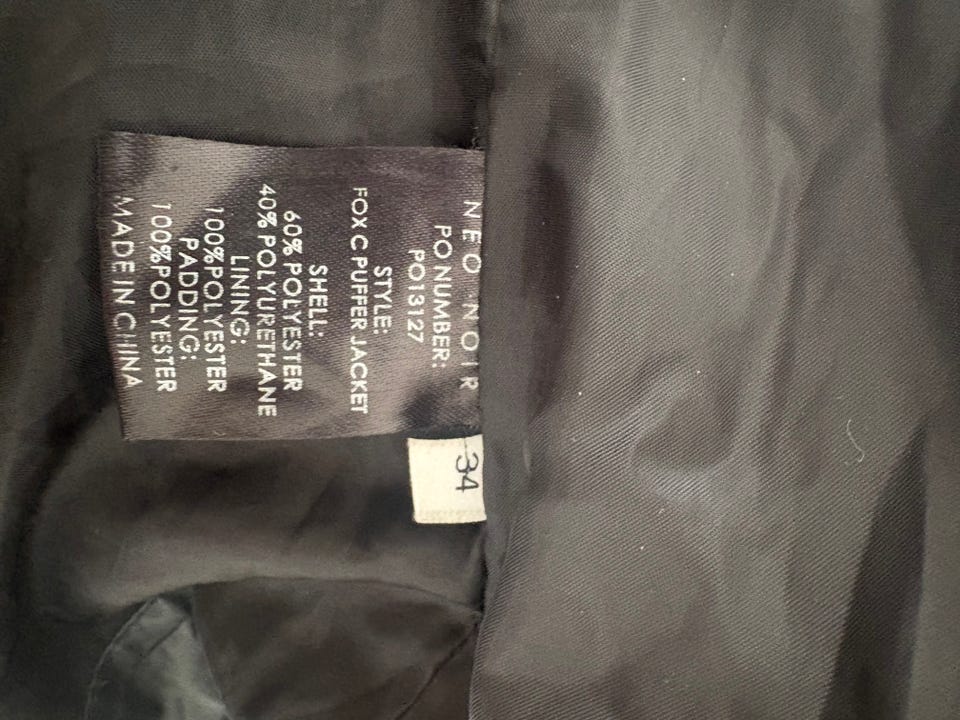 NEO NOIR
PO NUMBER:
PO13127
STYLE:
FOX C PUFFER JACKET
SHELL:
60% POLYESTER
40% POLYURETHANE
LINING:
100%POLYESTER
PADDING:
100%POLYESTER
MADE IN CHINA
34